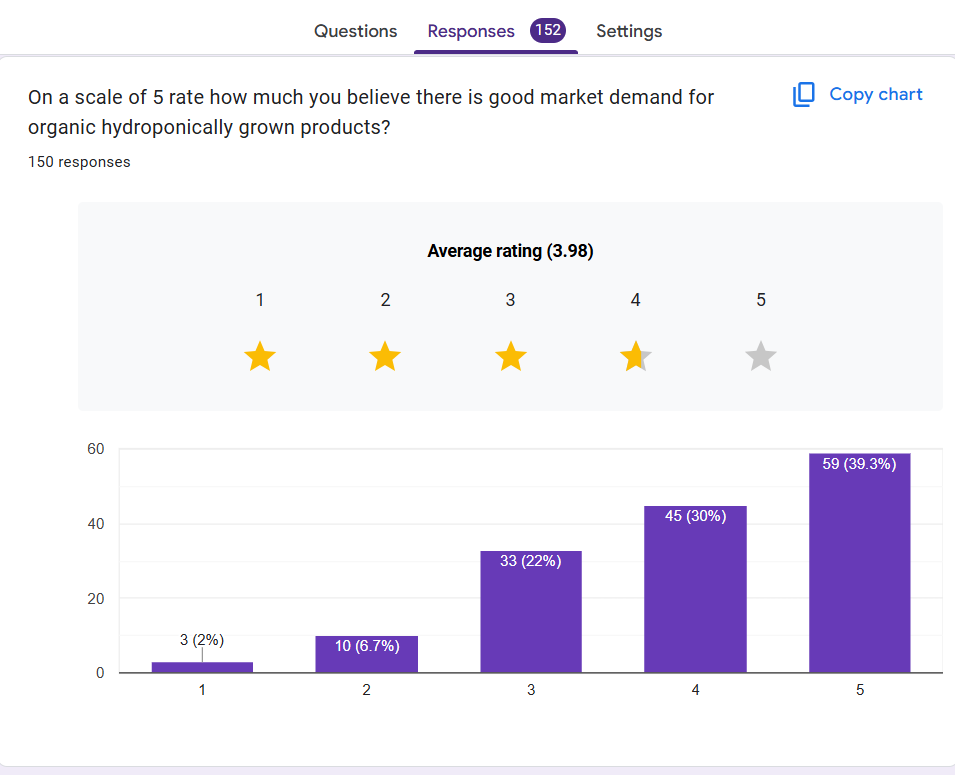 Questions Responses 152 Settings
On a scale of 5 rate how much you believe there is good market demand for
organic hydroponically grown products?
Copy chart
150 responses
Average rating (3.98)
1 2 3 4 5
60
40
20
0
3 (2%)
10 (6.7%)
33 (22%)
45 (30%)
59 (39.3%)
1 2 3 4 5